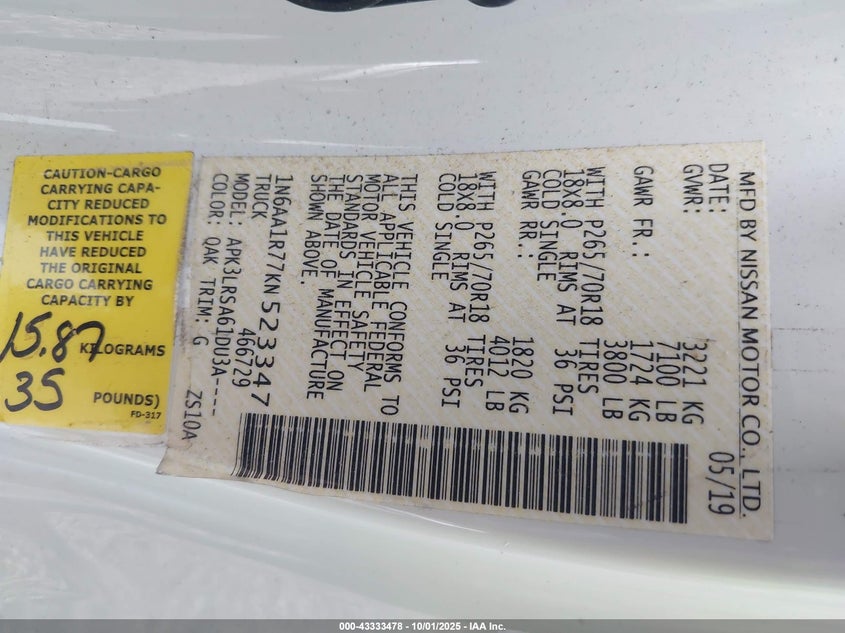 CAUTION-CARGO
CARRYING CAPA-
CITY REDUCED
MODIFICATIONS TO
THIS VEHICLE
HAVE REDUCED
THE ORIGINAL
CARGO CARRYING
CAPACITY BY
15.87 KILOGRAMS
35 POUNDS)
FD-317
MFD BY NISSAN MOTOR CO., LTD.
DATE: 05/19
GVWR: 3221 KG
7100 LB
GAWR FR.: 1724 KG
3800 LB
WITH P265/70R18 TIRES
18X8.0 RIMS AT 36 PSI
COLD SINGLE
GAWR RR.: 1820 KG
4012 LB
WITH P265/70R18 TIRES
18X8.0 RIMS AT 36 PSI
COLD SINGLE
THIS VEHICLE CONFORMS TO
ALL APPLICABLE FEDERAL
MOTOR VEHICLE SAFETY
STANDARDS IN EFFECT ON
THE DATE OF MANUFACTURE
SHOWN ABOVE.
1N6AA1R77KN523347
TRUCK 466729
MODEL: APK3LRSA61DU3A----
COLOR: QAK TRIM: G ZS10A
000-43333478 - 10/01/2025 - IAA Inc.